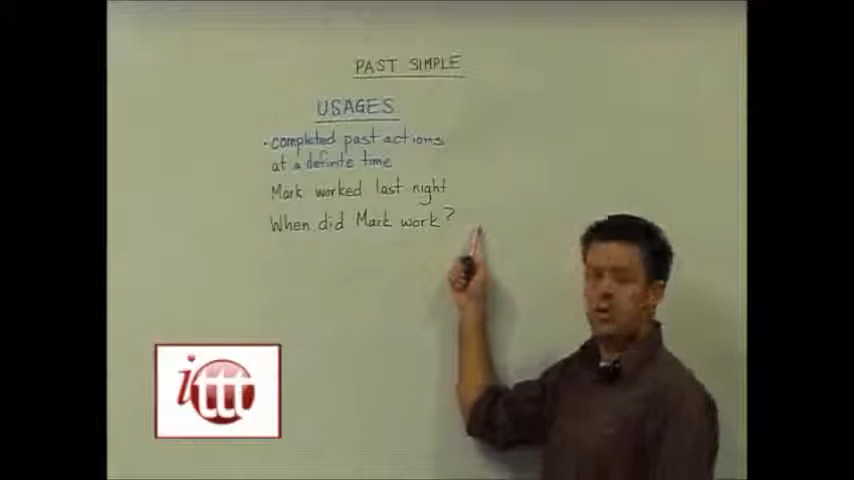 PAST SIMPLE
USAGES
· completed past actions
at a definite time
Mark worked last night
When did Mark work?
ittt